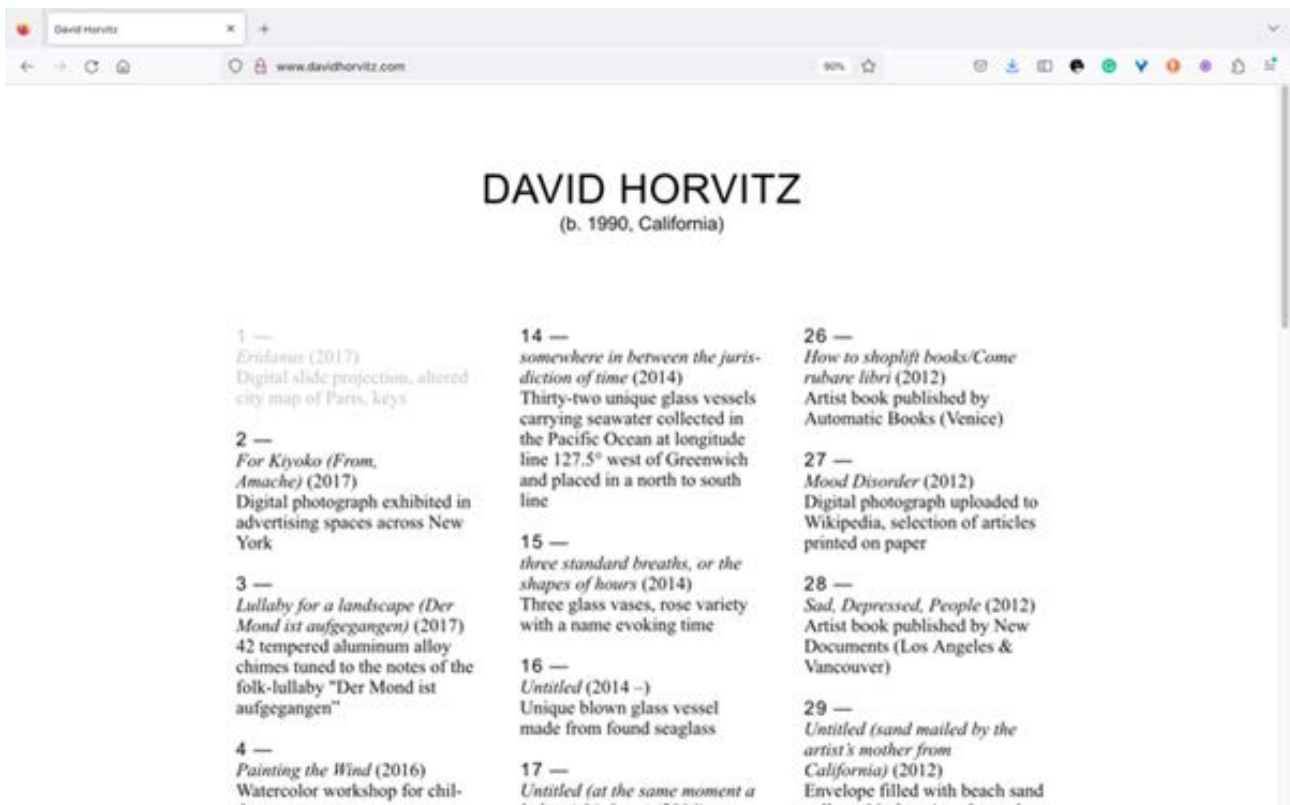 David Horvitz
www.davidhorvitz.com
90%
DAVID HORVITZ
(b. 1990, California)
1 —
Eridanus (2017)
Digital slide projection, altered
city map of Paris, keys
2 —
For Kiyoko (From,
Amache) (2017)
Digital photograph exhibited in
advertising spaces across New
York
3 —
Lullaby for a landscape (Der
Mond ist aufgegangen) (2017)
42 tempered aluminum alloy
chimes tuned to the notes of the
folk-lullaby "Der Mond ist
aufgegangen"
4 —
Painting the Wind (2016)
Watercolor workshop for chil-
14 —
somewhere in between the juris-
diction of time (2014)
Thirty-two unique glass vessels
carrying seawater collected in
the Pacific Ocean at longitude
line 127.5° west of Greenwich
and placed in a north to south
line
15 —
three standard breaths, or the
shapes of hours (2014)
Three glass vases, rose variety
with a name evoking time
16 —
Untitled (2014 –)
Unique blown glass vessel
made from found seaglass
17 —
Untitled (at the same moment a
26 —
How to shoplift books/Come
rubare libri (2012)
Artist book published by
Automatic Books (Venice)
27 —
Mood Disorder (2012)
Digital photograph uploaded to
Wikipedia, selection of articles
printed on paper
28 —
Sad, Depressed, People (2012)
Artist book published by New
Documents (Los Angeles &
Vancouver)
29 —
Untitled (sand mailed by the
artist's mother from
California) (2012)
Envelope filled with beach sand